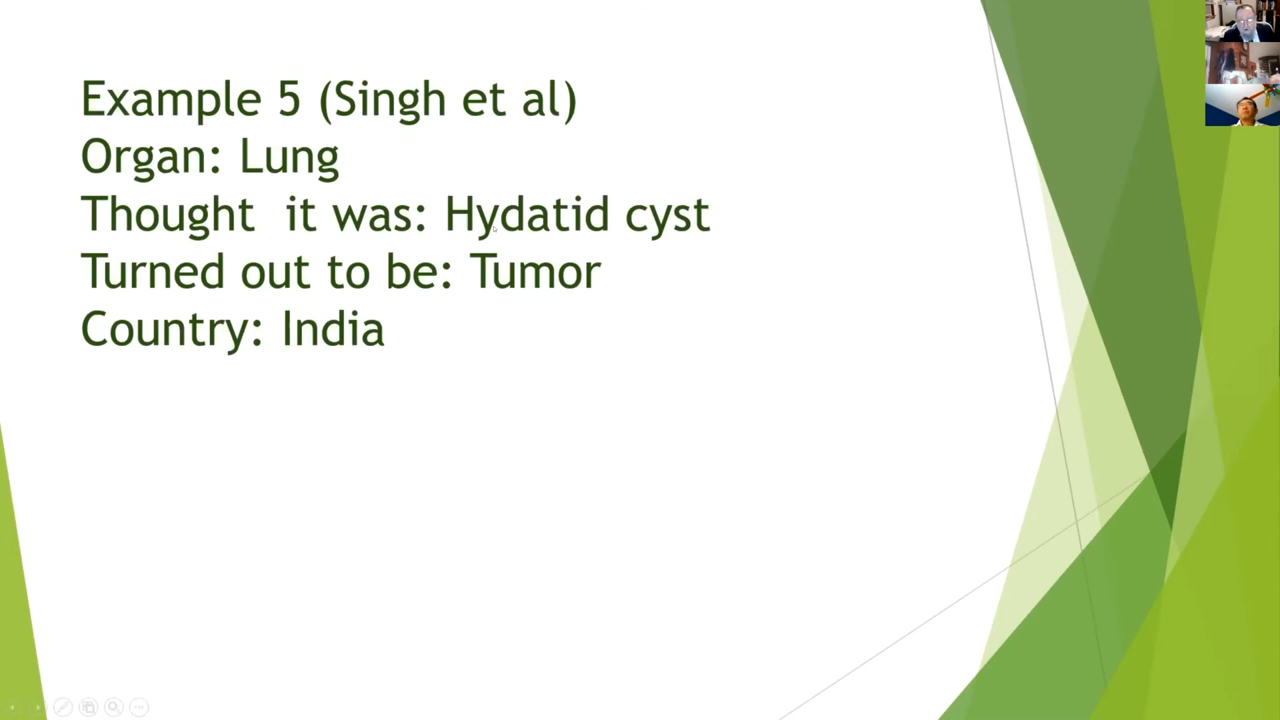 Example 5 (Singh et al)
Organ: Lung
Thought  it was: Hydatid cyst
Turned out to be: Tumor
Country: India